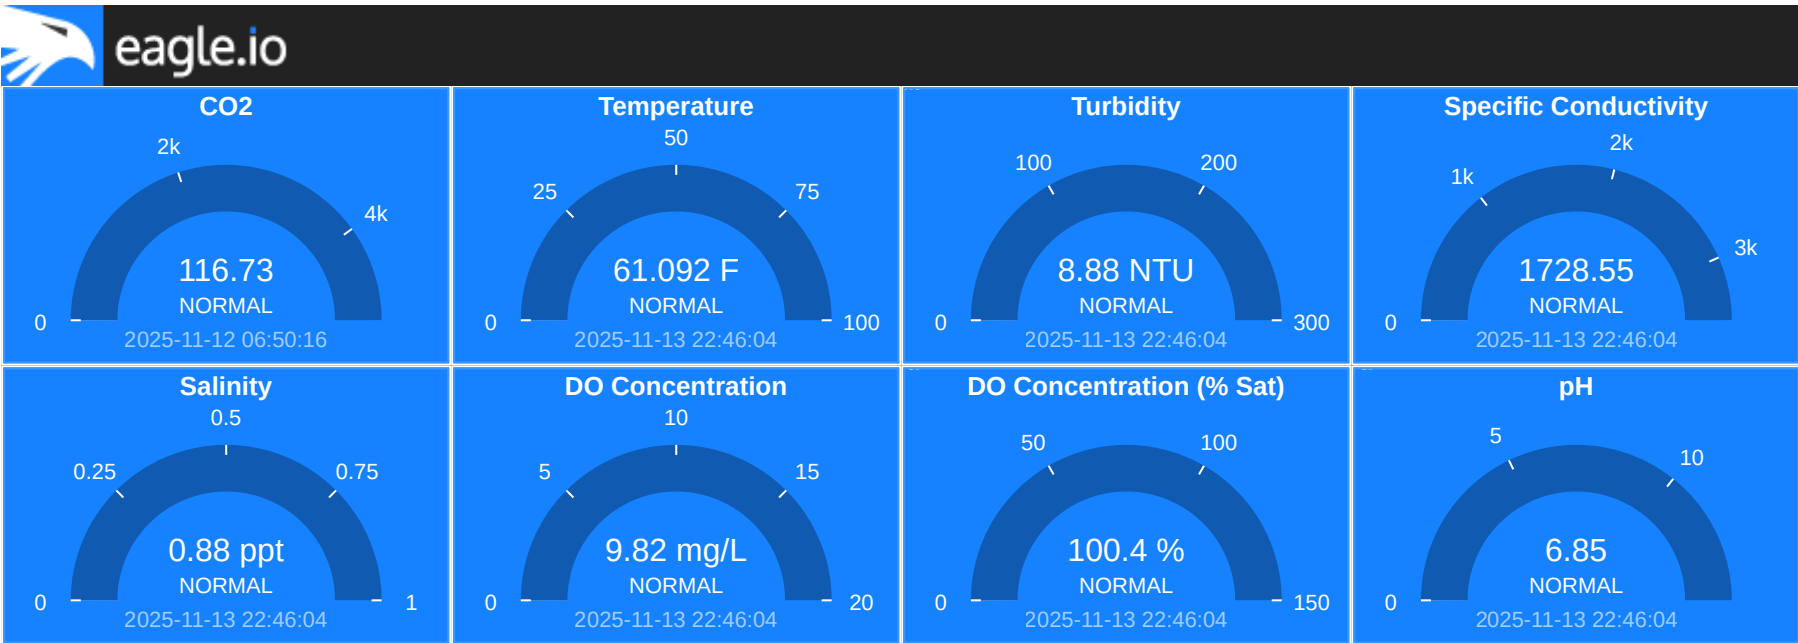 eagle.io
CO2
2k
4k
116.73
NORMAL
0
2025-11-12 06:50:16
Temperature
50
25
75
61.092 F
NORMAL
0
100
2025-11-13 22:46:04
Turbidity
100
200
8.88 NTU
NORMAL
0
300
2025-11-13 22:46:04
Specific Conductivity
2k
1k
3k
1728.55
NORMAL
0
2025-11-13 22:46:04
Salinity
0.5
0.25
0.75
0.88 ppt
NORMAL
0
1
2025-11-13 22:46:04
DO Concentration
10
5
15
9.82 mg/L
NORMAL
0
20
2025-11-13 22:46:04
DO Concentration (% Sat)
50
100
100.4 %
NORMAL
0
150
2025-11-13 22:46:04
pH
5
10
6.85
NORMAL
0
2025-11-13 22:46:04